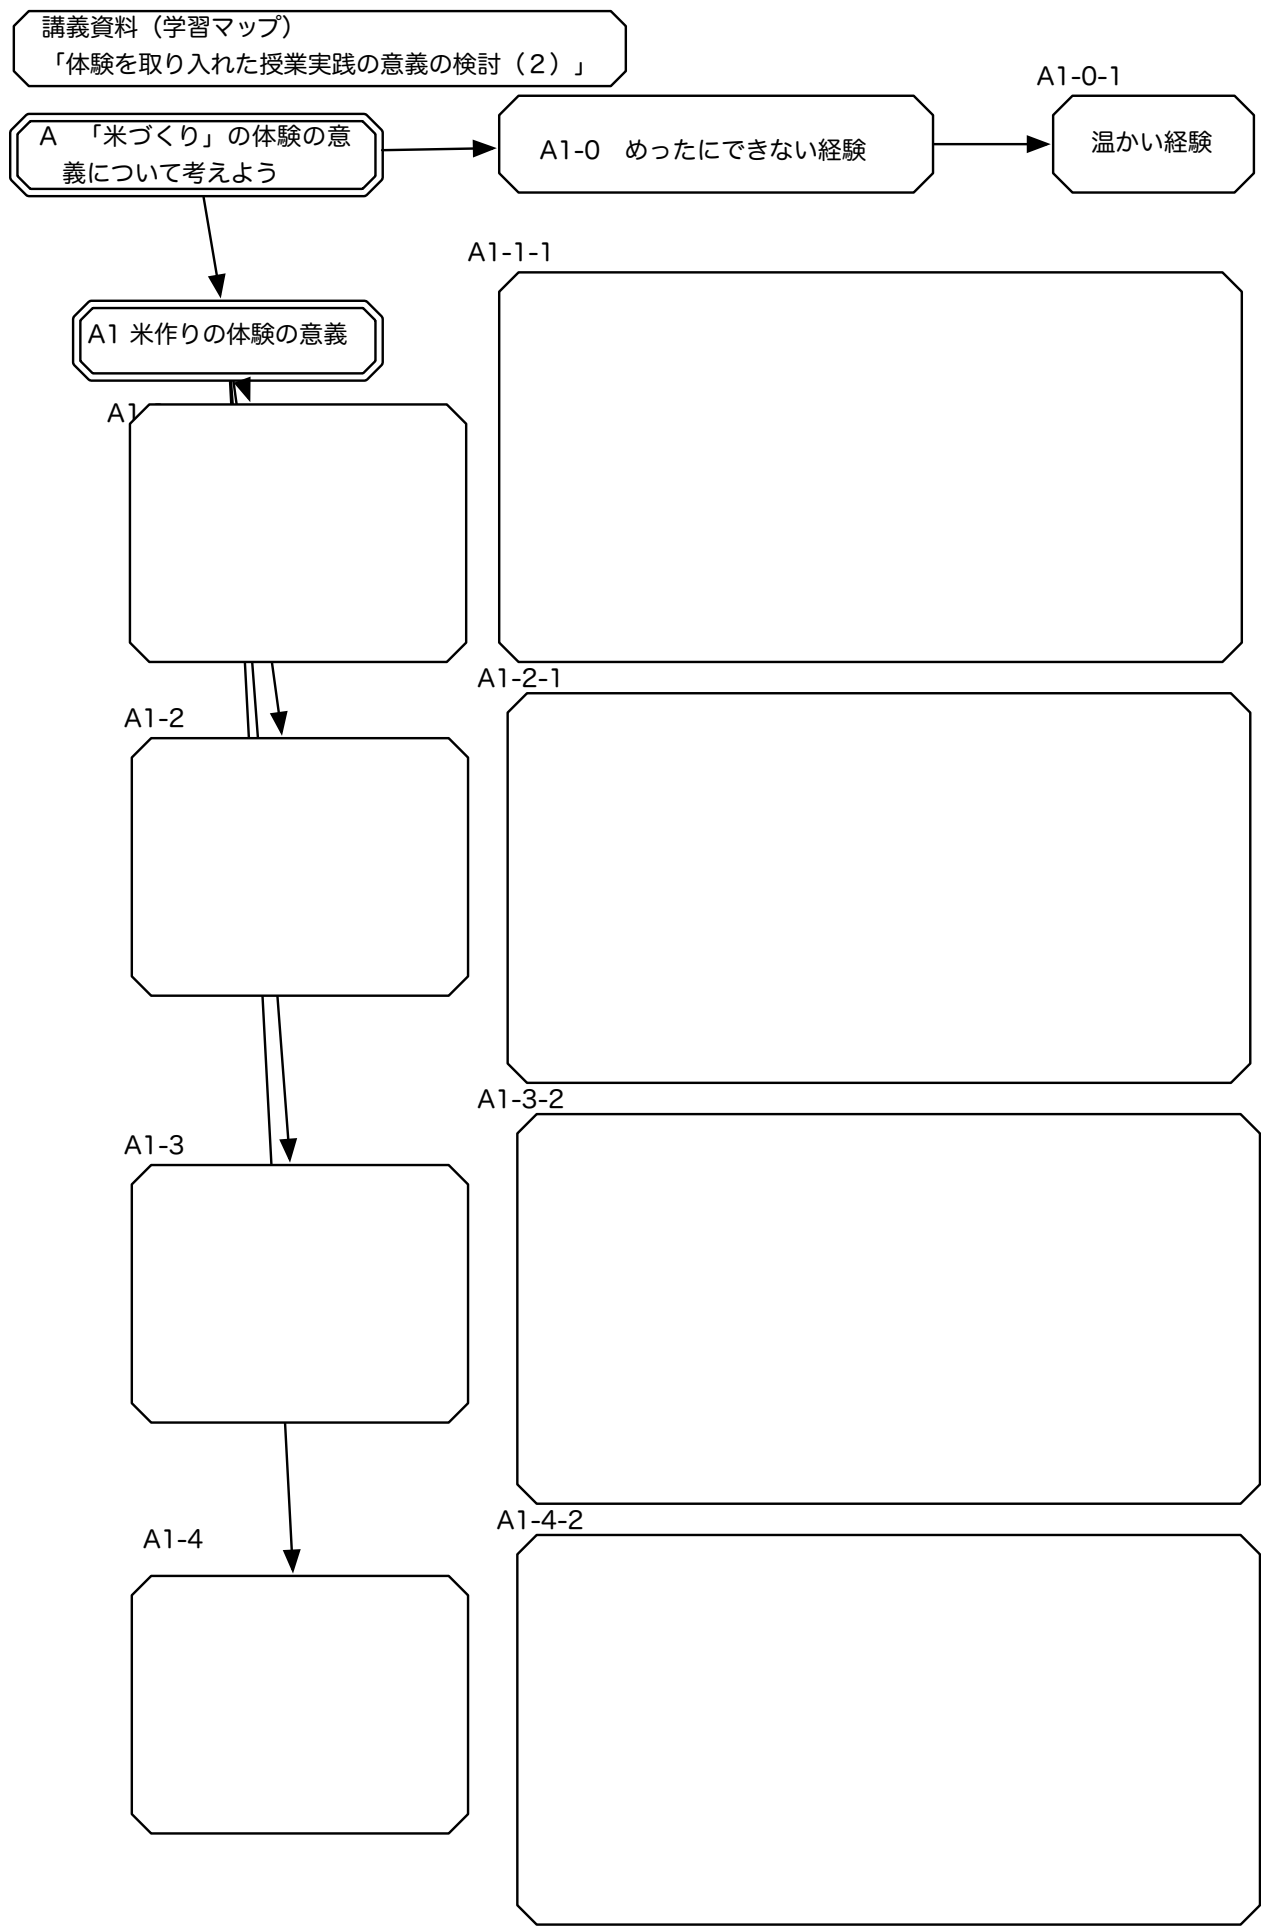 講義資料（学習マップ）
「体験を取り入れた授業実践の意義の検討（２）」
A1-0-1
A　「米づくり」の体験の意
義について考えよう
A1-0　めったにできない経験
温かい経験
A1-1-1
A1 米作りの体験の意義
A1-2-1
A1-2
A1-3-2
A1-3
A1-4-2
A1-4